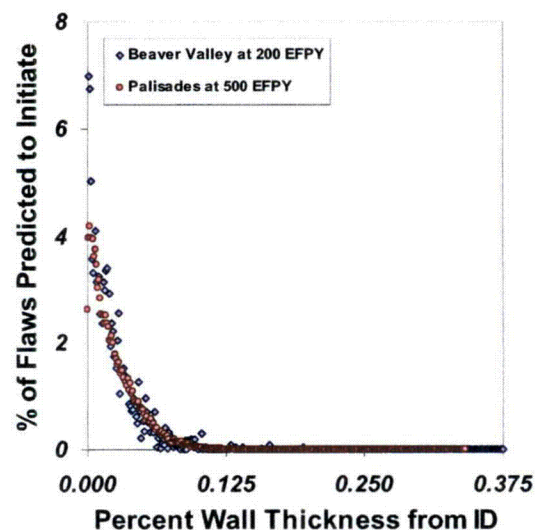 8
Beaver Valley at 200 EFPY
Palisades at 500 EFPY
6
4
2
0
% of Flaws Predicted to Initiate
0.000 0.125 0.250 0.375
Percent Wall Thickness from ID